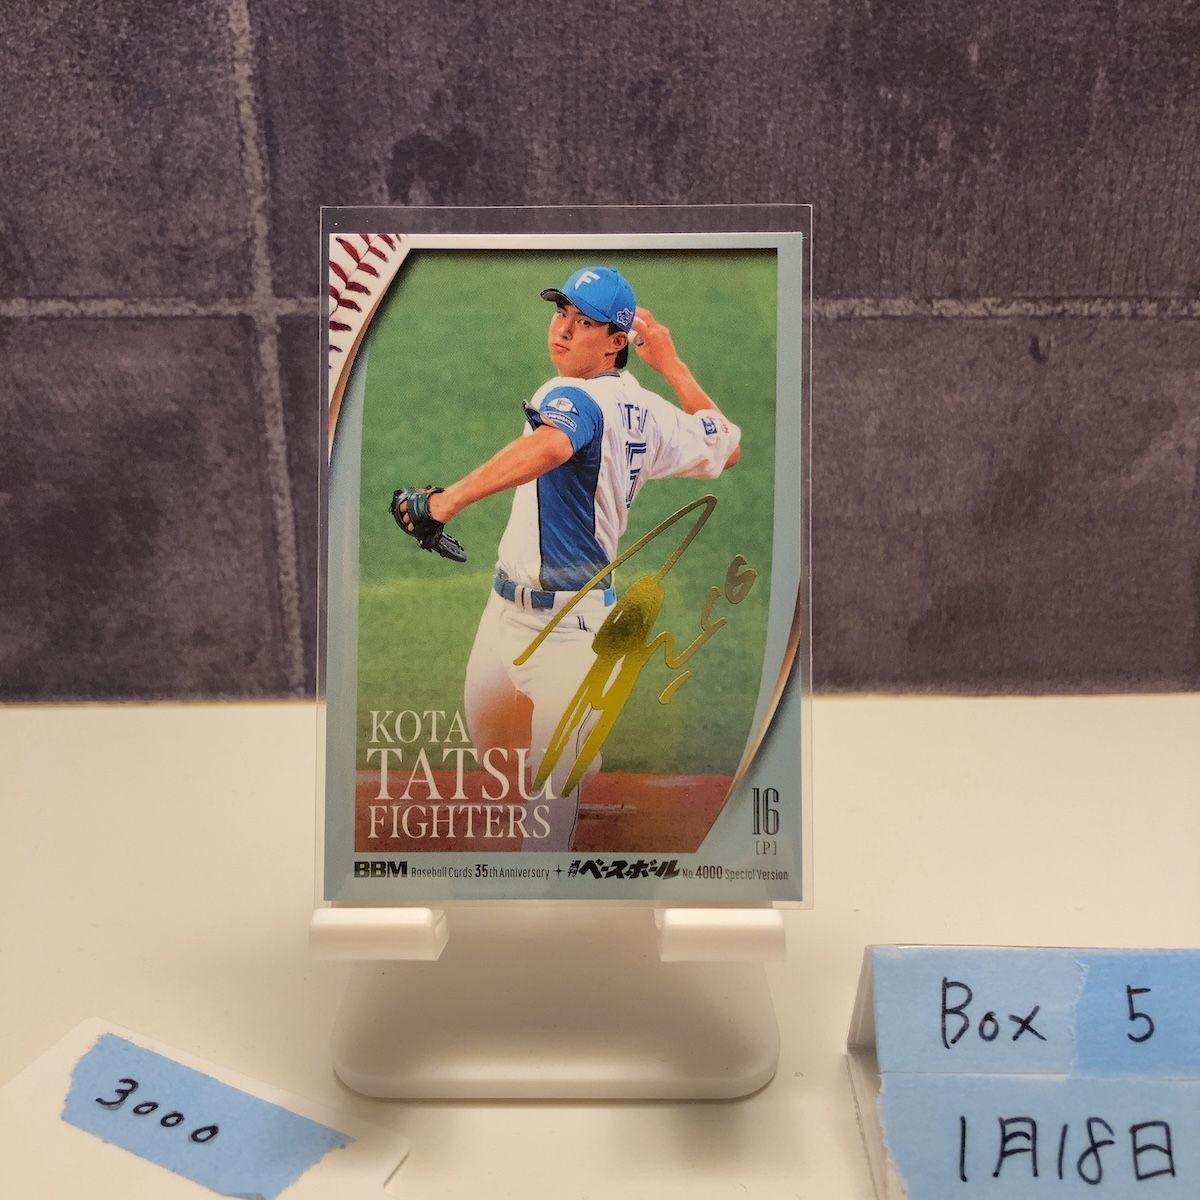 F
16
KOTA
TATSU
FIGHTERS
16
[P]
BBM Baseball Cards 35th Anniversary + 週刊ベースボール No. 4000 Special Version
3000
Box 5
1月18日